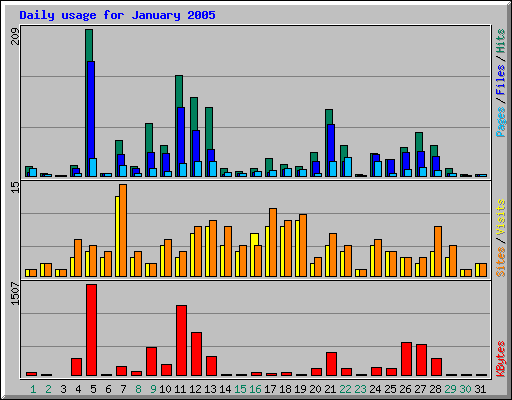 Daily usage for January 2005
209
Pages / Files / Hits
15
Sites / Visits
1507
KBytes
1 2 3 4 5 6 7 8 9 10 11 12 13 14 15 16 17 18 19 20 21 22 23 24 25 26 27 28 29 30 31